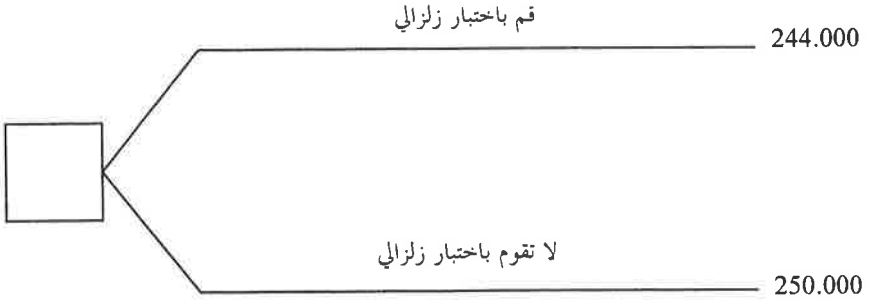 قم باختبار زلزالي
244.000
لا تقوم باختبار زلزالي
250.000